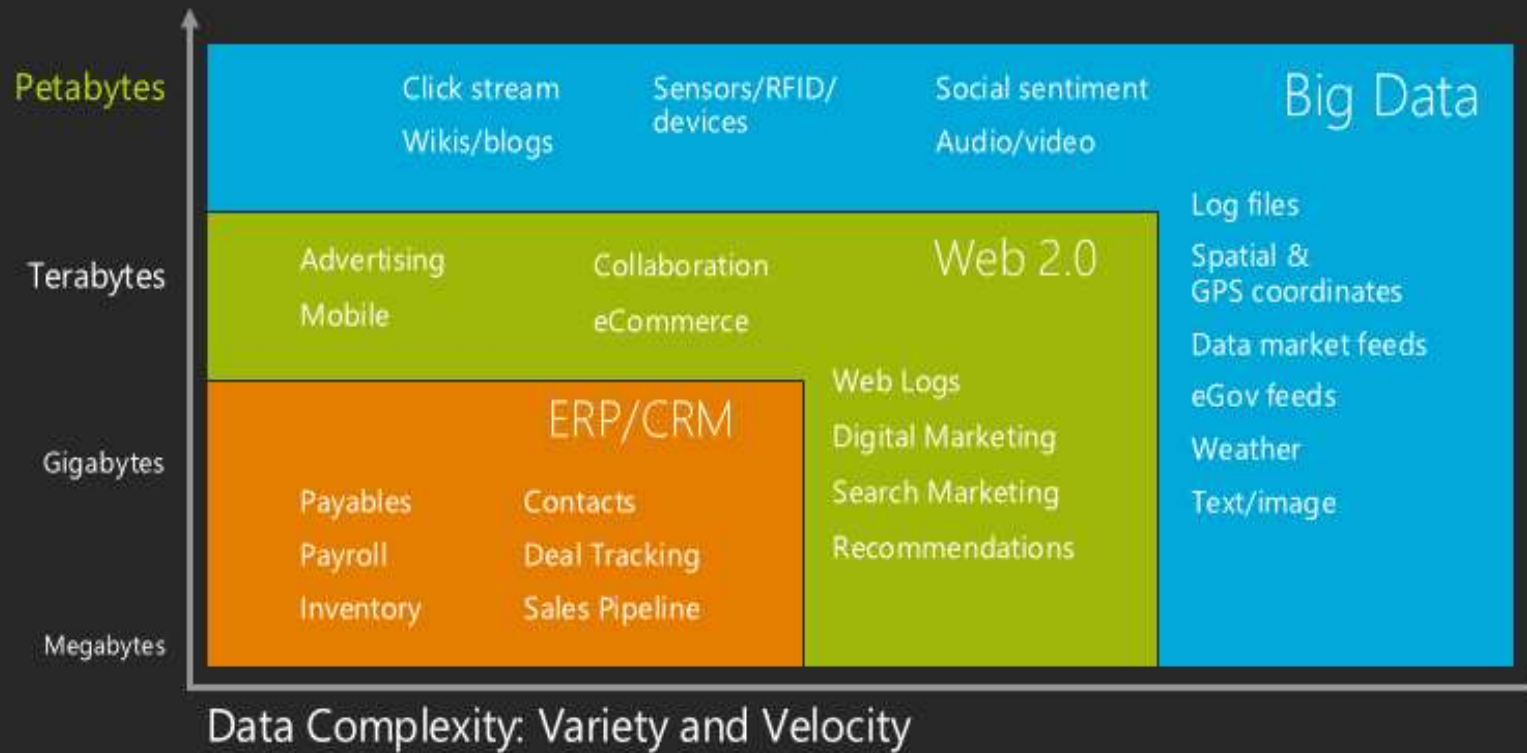 Petabytes
Terabytes
Gigabytes
Megabytes
Big Data
Click stream
Wikis/blogs
Sensors/RFID/
devices
Social sentiment
Audio/video
Log files
Spatial &
GPS coordinates
Data market feeds
eGov feeds
Weather
Text/image
Web 2.0
Advertising
Mobile
Collaboration
eCommerce
Web Logs
Digital Marketing
Search Marketing
Recommendations
ERP/CRM
Payables
Payroll
Inventory
Contacts
Deal Tracking
Sales Pipeline
Data Complexity: Variety and Velocity